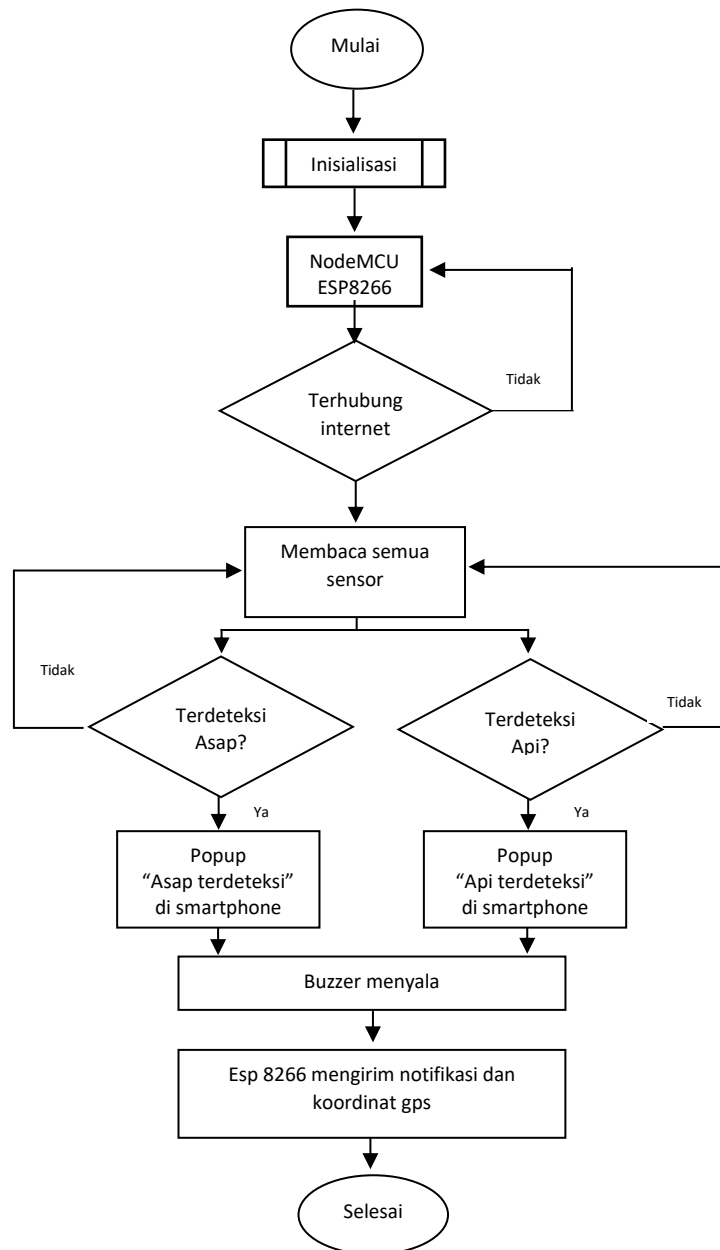 Mulai
Inisialisasi
NodeMCU
ESP8266
Tidak
Terhubung
internet
Membaca semua
sensor
Tidak
Tidak
Terdeteksi
Asap?
Terdeteksi
Api?
Ya
Ya
Popup
“Asap terdeteksi”
di smartphone
Popup
“Api terdeteksi”
di smartphone
Buzzer menyala
Esp 8266 mengirim notifikasi dan
koordinat gps
Selesai